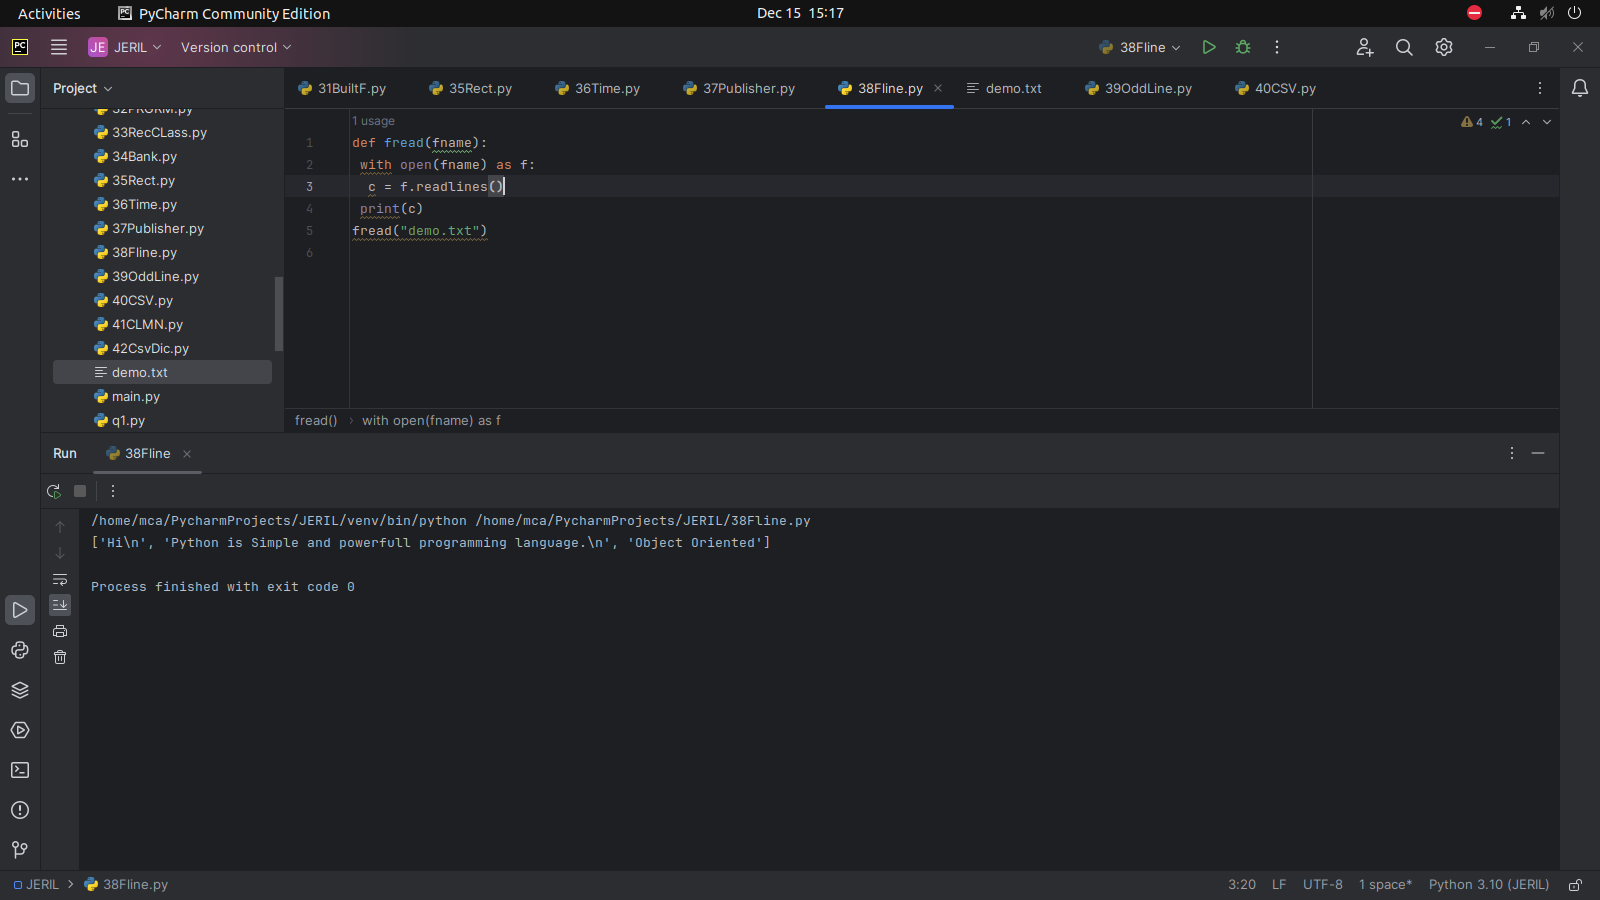 Activities PyCharm Community Edition Dec 15 15:17
JE JERIL Version control 38Fline
Project 31BuiltF.py 35Rect.py 36Time.py 37Publisher.py 38Fline.py demo.txt 39OddLine.py 40CSV.py
33RecCLass.py
34Bank.py
35Rect.py
36Time.py
37Publisher.py
38Fline.py
39OddLine.py
40CSV.py
41CLMN.py
42CsvDic.py
demo.txt
main.py
q1.py
1 usage
4 1
1 def fread(fname):
2 with open(fname) as f:
3 c = f.readlines()
4 print(c)
5 fread("demo.txt")
6
fread() › with open(fname) as f
Run 38Fline
/home/mca/PycharmProjects/JERIL/venv/bin/python /home/mca/PycharmProjects/JERIL/38Fline.py
['Hi\n', 'Python is Simple and powerfull programming language.\n', 'Object Oriented']
Process finished with exit code 0
JERIL > 38Fline.py 3:20 LF UTF-8 1 space* Python 3.10 (JERIL)